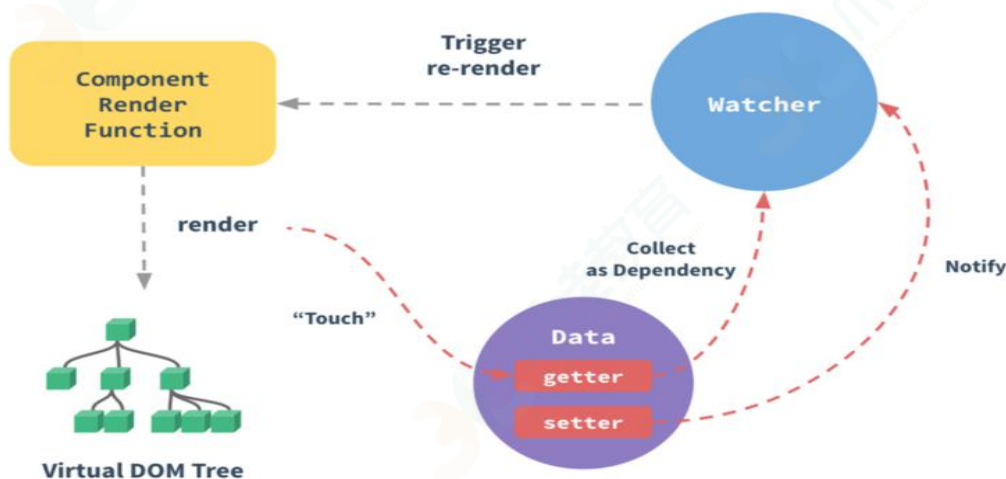 Trigger
re-render
Component
Render
Function
Watcher
render
Collect
as Dependency
Notify
“Touch”
Data
getter
setter
Virtual DOM Tree